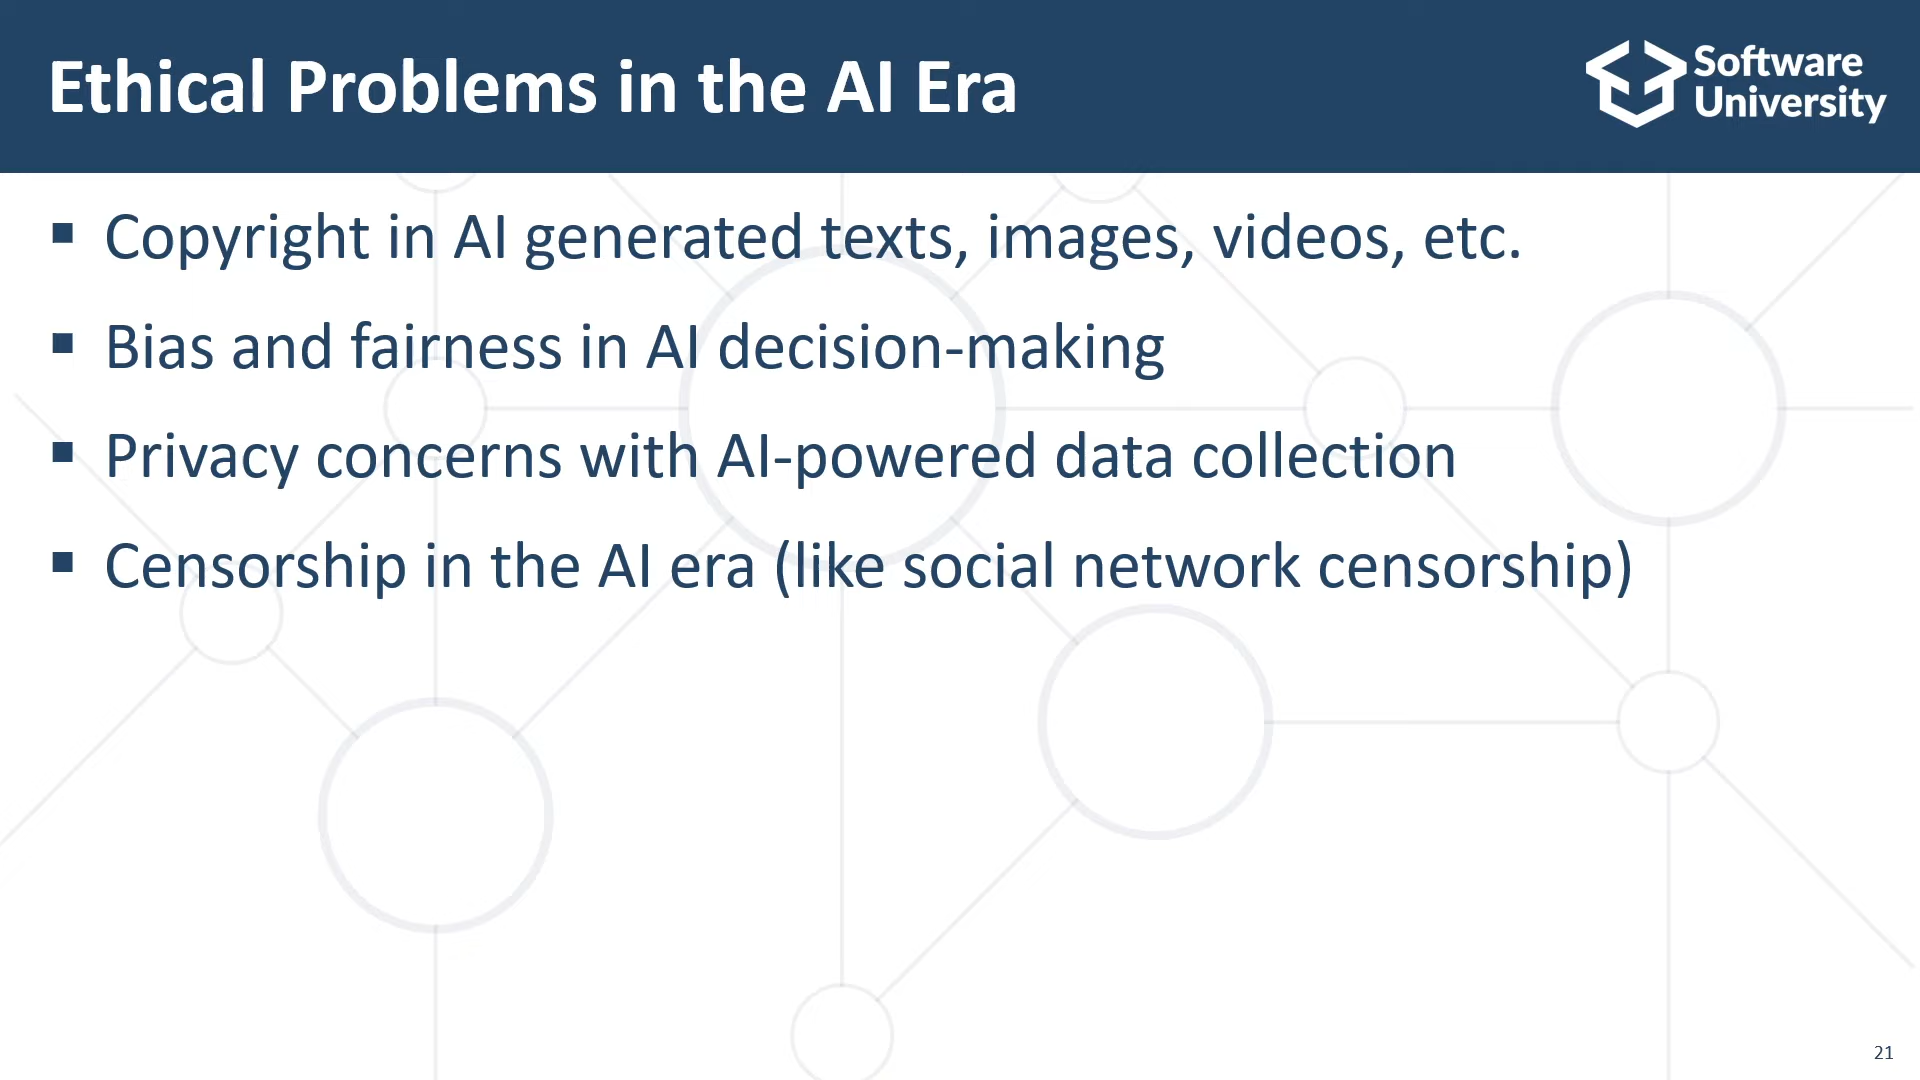 Ethical Problems in the AI Era
Software
University
▪ Copyright in AI generated texts, images, videos, etc.
▪ Bias and fairness in AI decision-making
▪ Privacy concerns with AI-powered data collection
▪ Censorship in the AI era (like social network censorship)
21